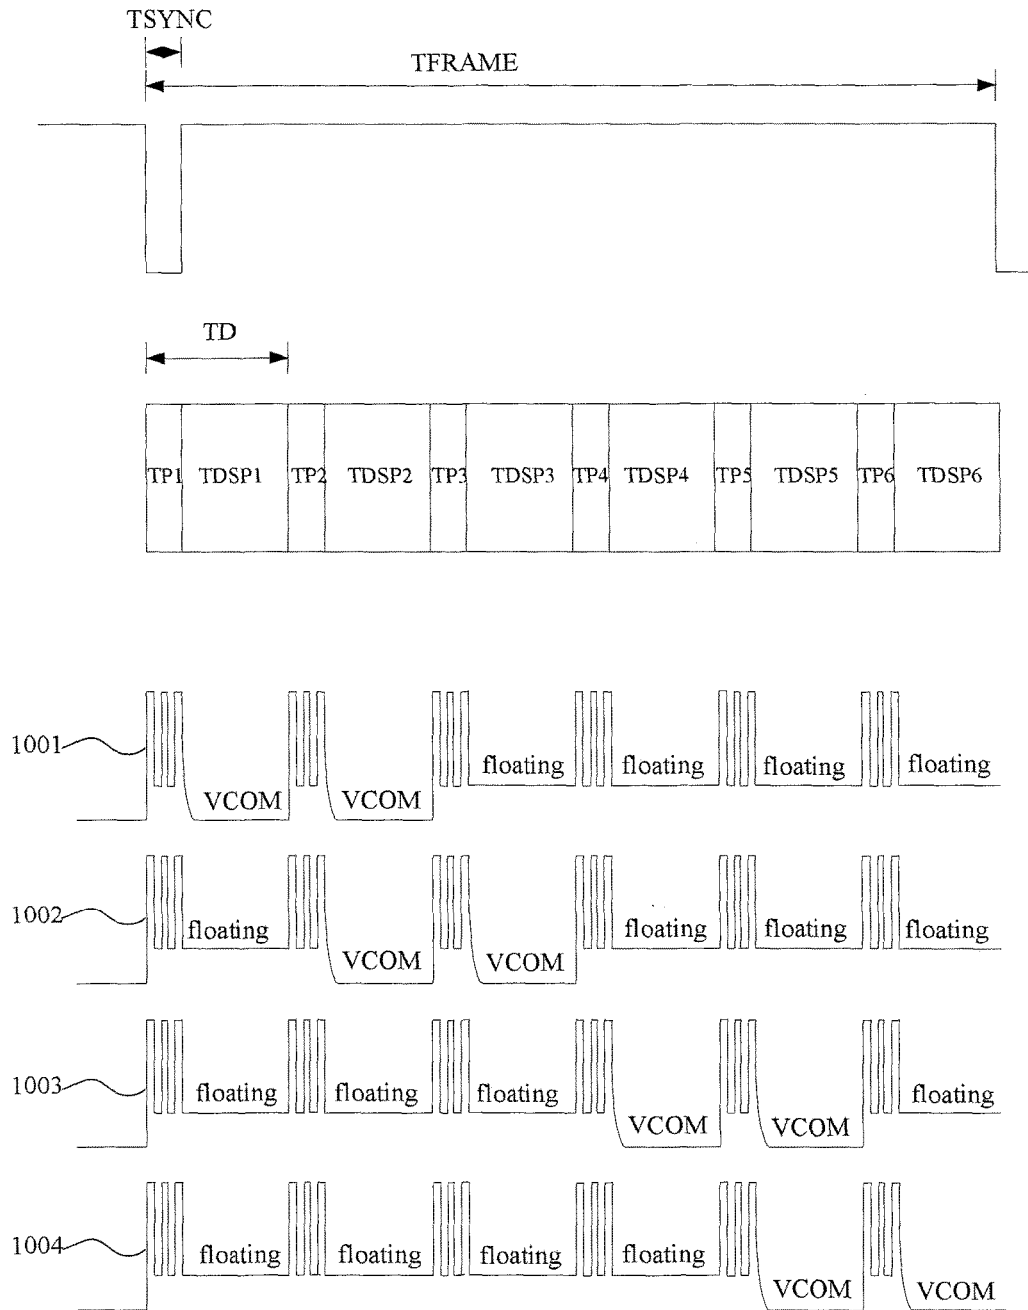 TSYNC
TFRAME
TD
TP1 TDSP1 TP2 TDSP2 TP3 TDSP3 TP4 TDSP4 TP5 TDSP5 TP6 TDSP6
1001 VCOM VCOM floating floating floating floating
1002 floating VCOM VCOM floating floating floating
1003 floating floating floating VCOM VCOM floating
1004 floating floating floating floating VCOM VCOM